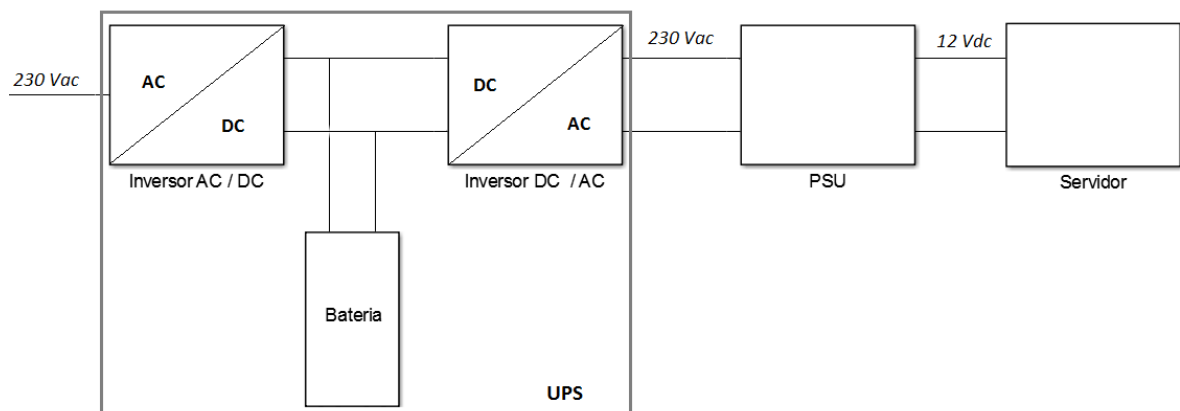 230 Vac
AC
DC
Inversor AC / DC
DC
AC
Inversor DC / AC
230 Vac
PSU
12 Vdc
Servidor
Bateria
UPS